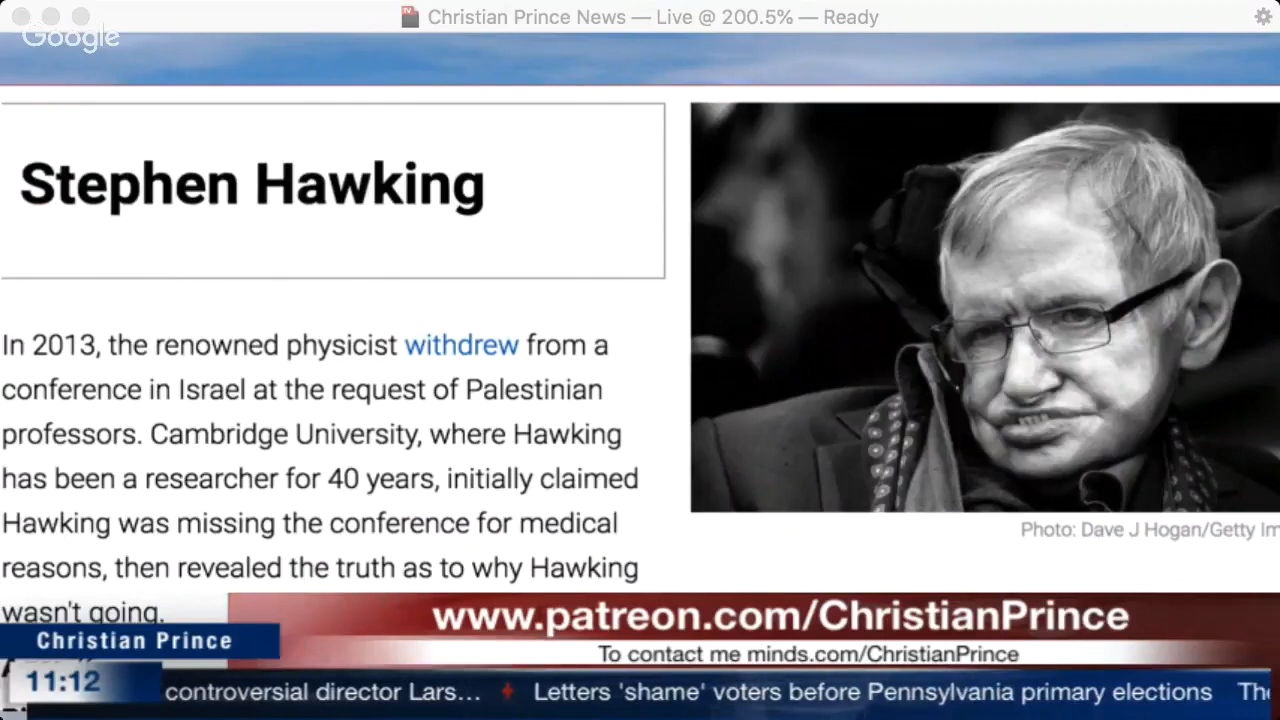 Christian Prince News — Live @ 200.5% — Ready
Google
Stephen Hawking
In 2013, the renowned physicist withdrew from a
conference in Israel at the request of Palestinian
professors. Cambridge University, where Hawking
has been a researcher for 40 years, initially claimed
Hawking was missing the conference for medical
reasons, then revealed the truth as to why Hawking
wasn't going.
Photo: Dave J Hogan/Getty Im
www.patreon.com/ChristianPrince
Christian Prince
To contact me minds.com/ChristianPrince
11:12
controversial director Lars... Letters 'shame' voters before Pennsylvania primary elections The